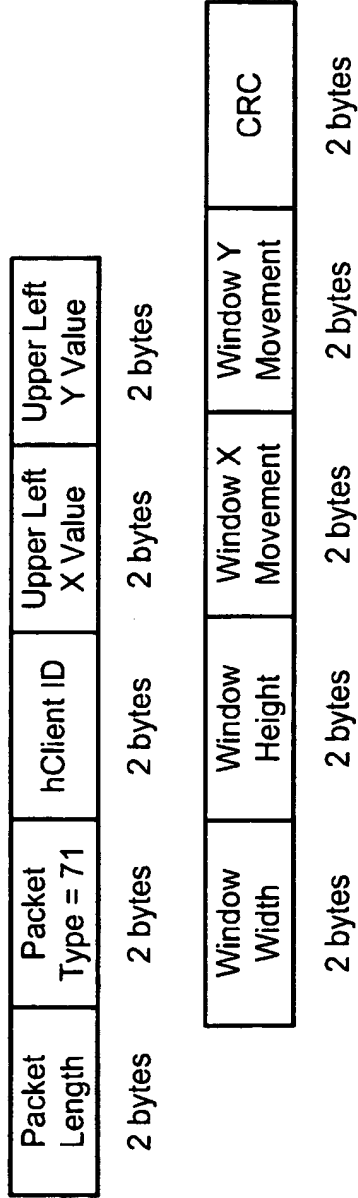 Packet
Length
Packet
Type = 71
hClient ID
Upper Left
X Value
Upper Left
Y Value
2 bytes
2 bytes
2 bytes
2 bytes
2 bytes
Window
Width
Window
Height
Window X
Movement
Window Y
Movement
CRC
2 bytes
2 bytes
2 bytes
2 bytes
2 bytes